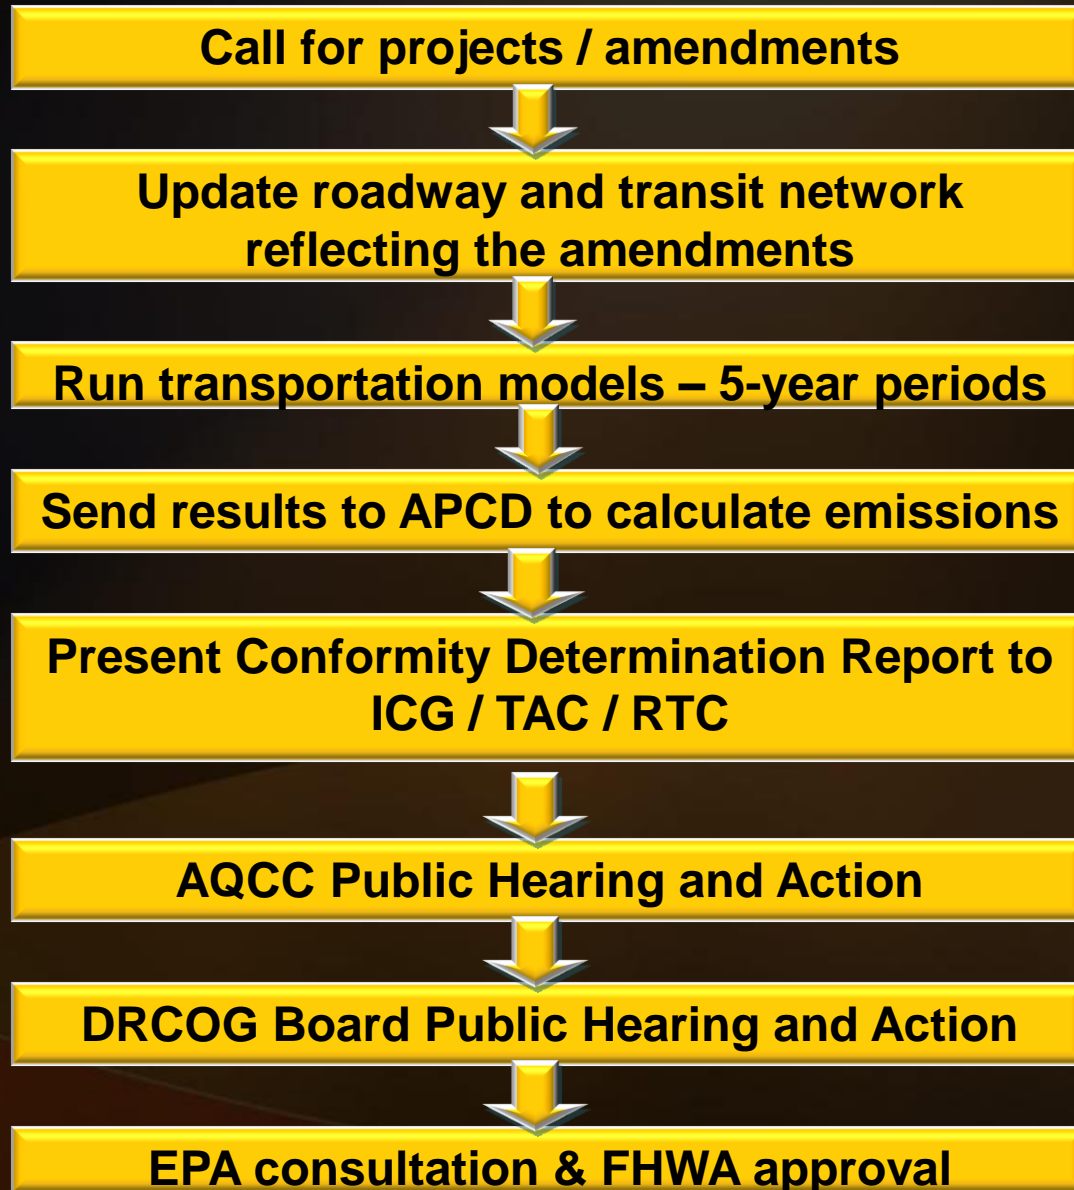 Call for projects / amendments
Update roadway and transit network
reflecting the amendments
Run transportation models – 5-year periods
Send results to APCD to calculate emissions
Present Conformity Determination Report to
ICG / TAC / RTC
AQCC Public Hearing and Action
DRCOG Board Public Hearing and Action
EPA consultation & FHWA approval